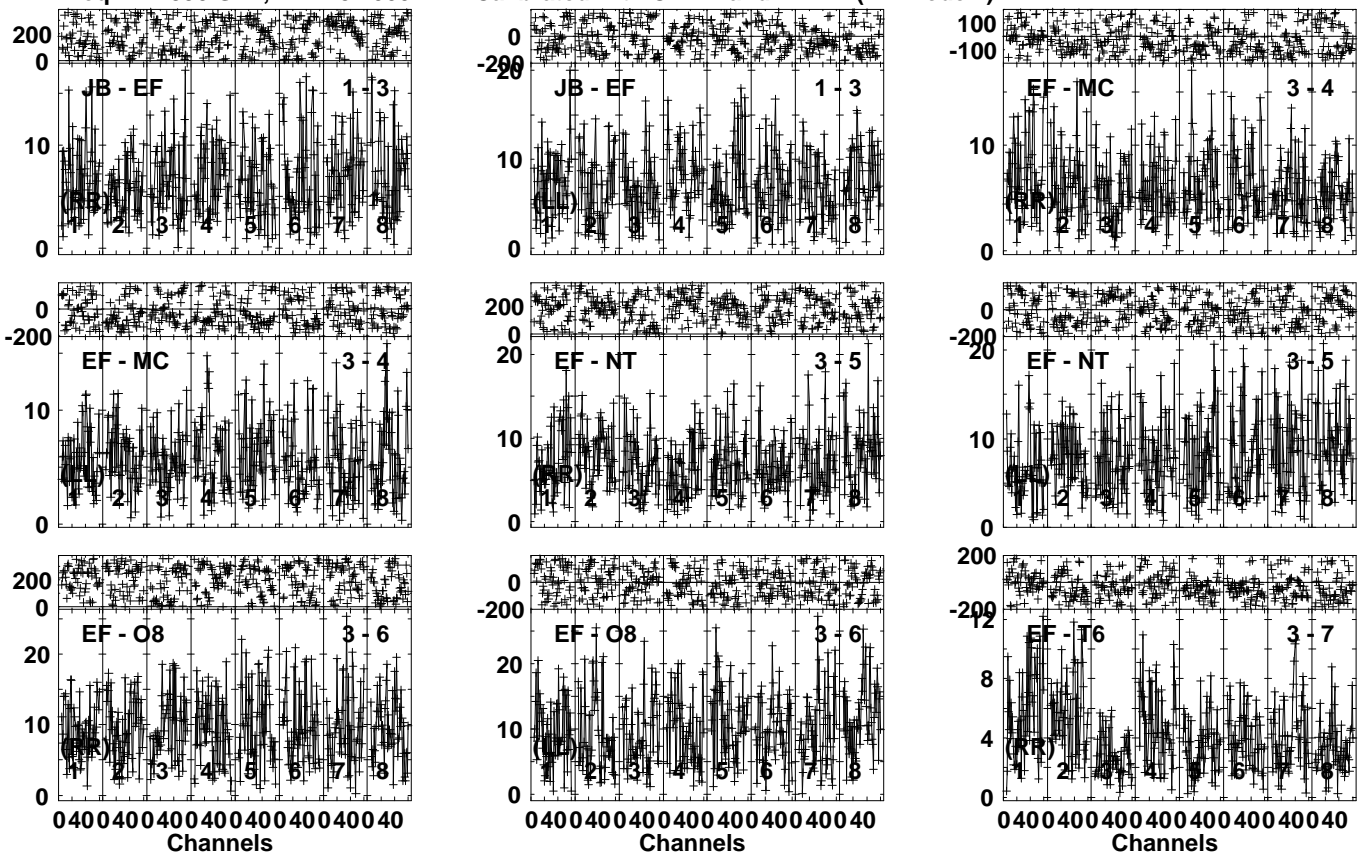 200 0 JB - EF 1 - 3 10 (RR) 1 2 3 4 5 6 7 8 0
0 -200 20 JB - EF 1 - 3 10 (LL) 1 2 3 4 5 6 7 8 0
100 -100 EF - MC 3 - 4 10 (RR) 1 2 3 4 5 6 7 8 0
0 -200 EF - MC 3 - 4 10 (LL) 1 2 3 4 5 6 7 8 0
200 0 20 EF - NT 3 - 5 10 (RR) 1 2 3 4 5 6 7 8 0
0 -200 20 EF - NT 3 - 5 10 (LL) 1 2 3 4 5 6 7 8 0
200 0 EF - O8 3 - 6 20 10 (RR) 1 2 3 4 5 6 7 8 0
0 -200 EF - O8 3 - 6 20 10 (LL) 1 2 3 4 5 6 7 8 0
200 0 -200 12 EF - T6 3 - 7 8 4 (RR) 1 2 3 4 5 6 7 8 0
0 40 0 40 0 40 0 40 0 40 0 40 0 40 0 40
Channels
0 40 0 40 0 40 0 40 0 40 0 40 0 40 0 40
Channels
0 40 0 40 0 40 0 40 0 40 0 40 0 40 0 40
Channels